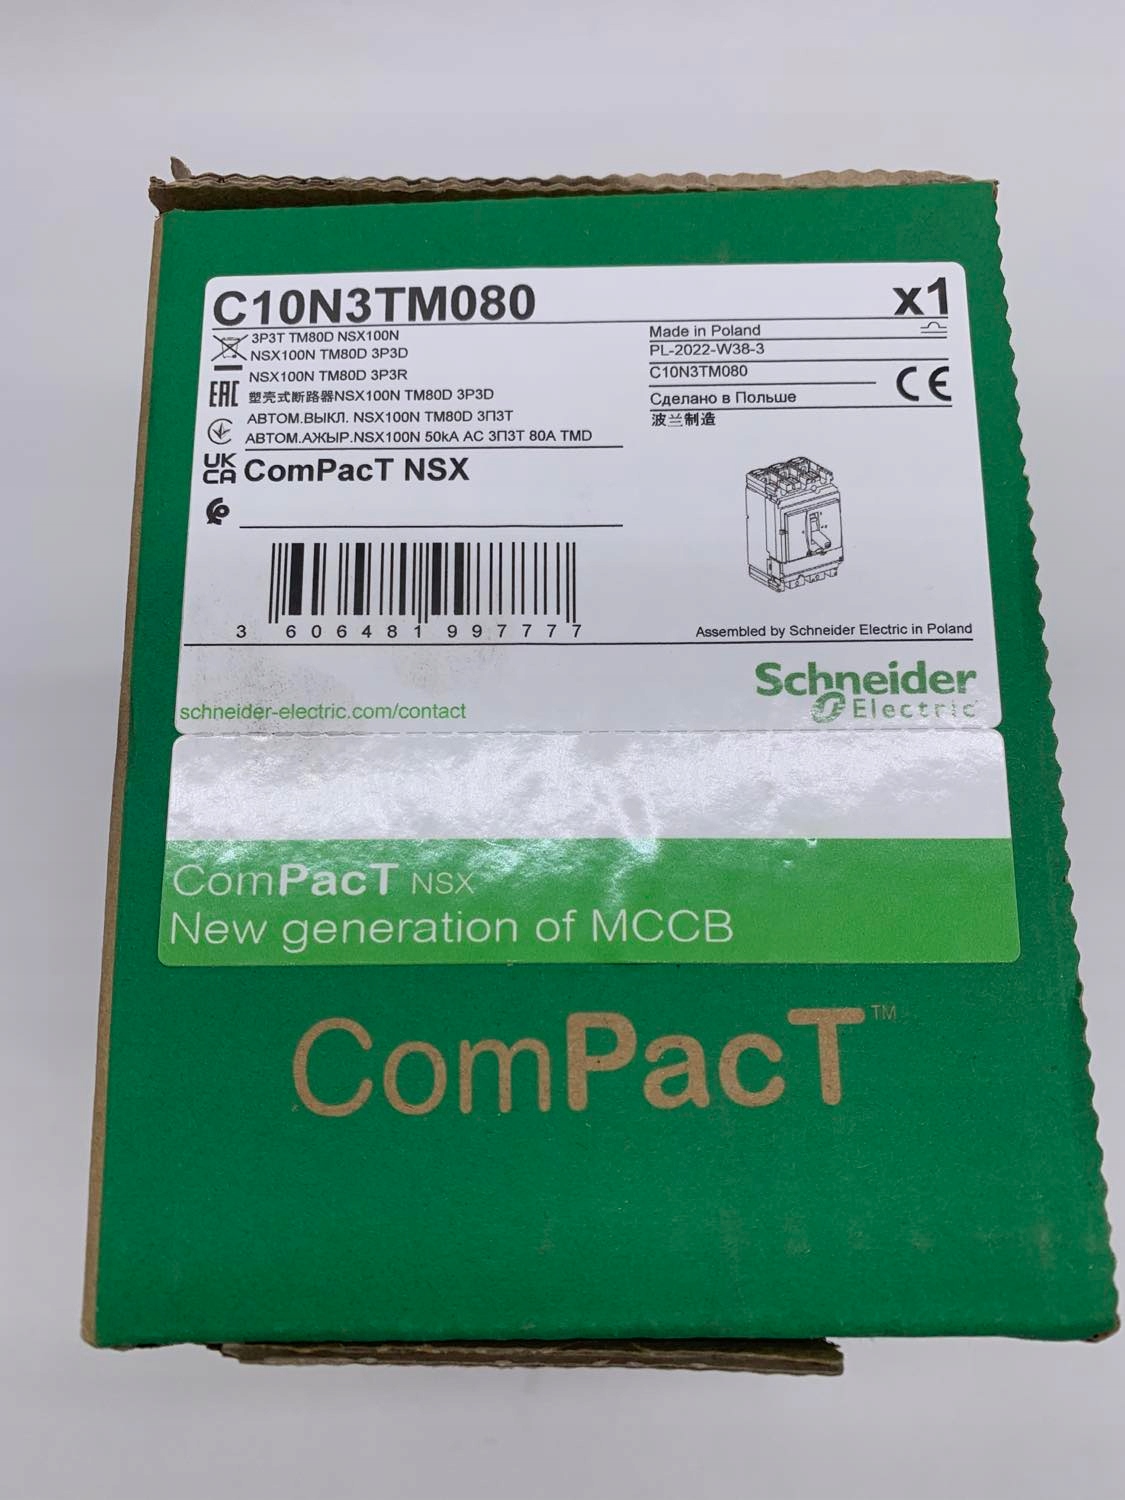 C10N3TM080
x1
3P3T TM80D NSX100N
NSX100N TM80D 3P3D
NSX100N TM80D 3P3R
塑壳式断路器NSX100N TM80D 3P3D
АВТОМ.ВЫКЛ. NSX100N TM80D 3П3Т
АВТОМ.АЖЫР.NSX100N 50kA AC 3П3Т 80A TMD
EAC
UK
CA
ComPacT NSX
Made in Poland
PL-2022-W38-3
C10N3TM080
Сделано в Польше
波兰制造
CE
3 606481 997777
Assembled by Schneider Electric in Poland
schneider-electric.com/contact
Schneider
Electric
ComPacT NSX
New generation of MCCB
ComPacT™